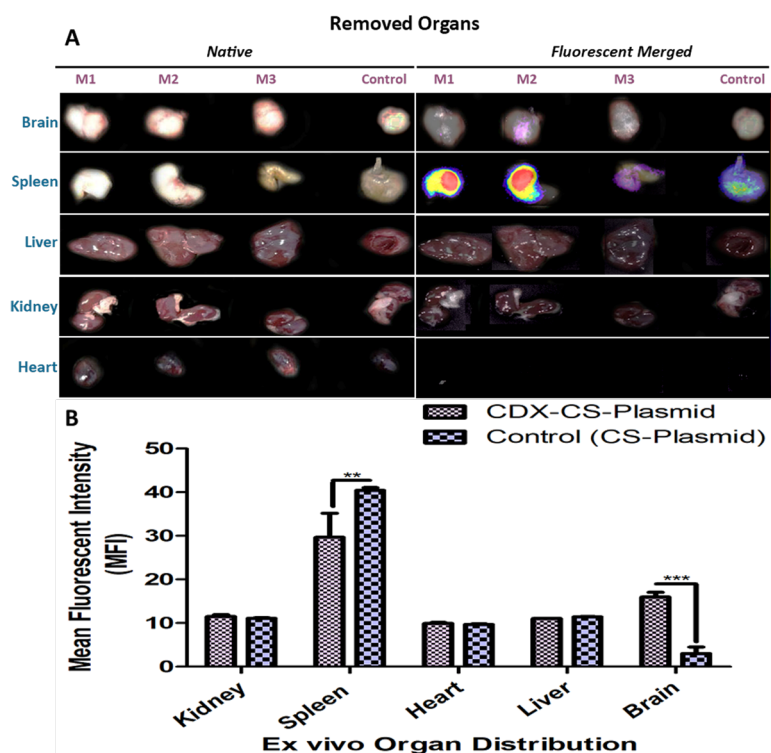 Removed Organs
A
Native
Fluorescent Merged
M1 M2 M3 Control M1 M2 M3 Control
Brain
Spleen
Liver
Kidney
Heart
B
CDX-CS-Plasmid
Control (CS-Plasmid)
Mean Fluorescent Intensity
(MFI)
50
40
30
20
10
0
**
***
Kidney
Spleen
Heart
Liver
Brain
Ex vivo Organ Distribution